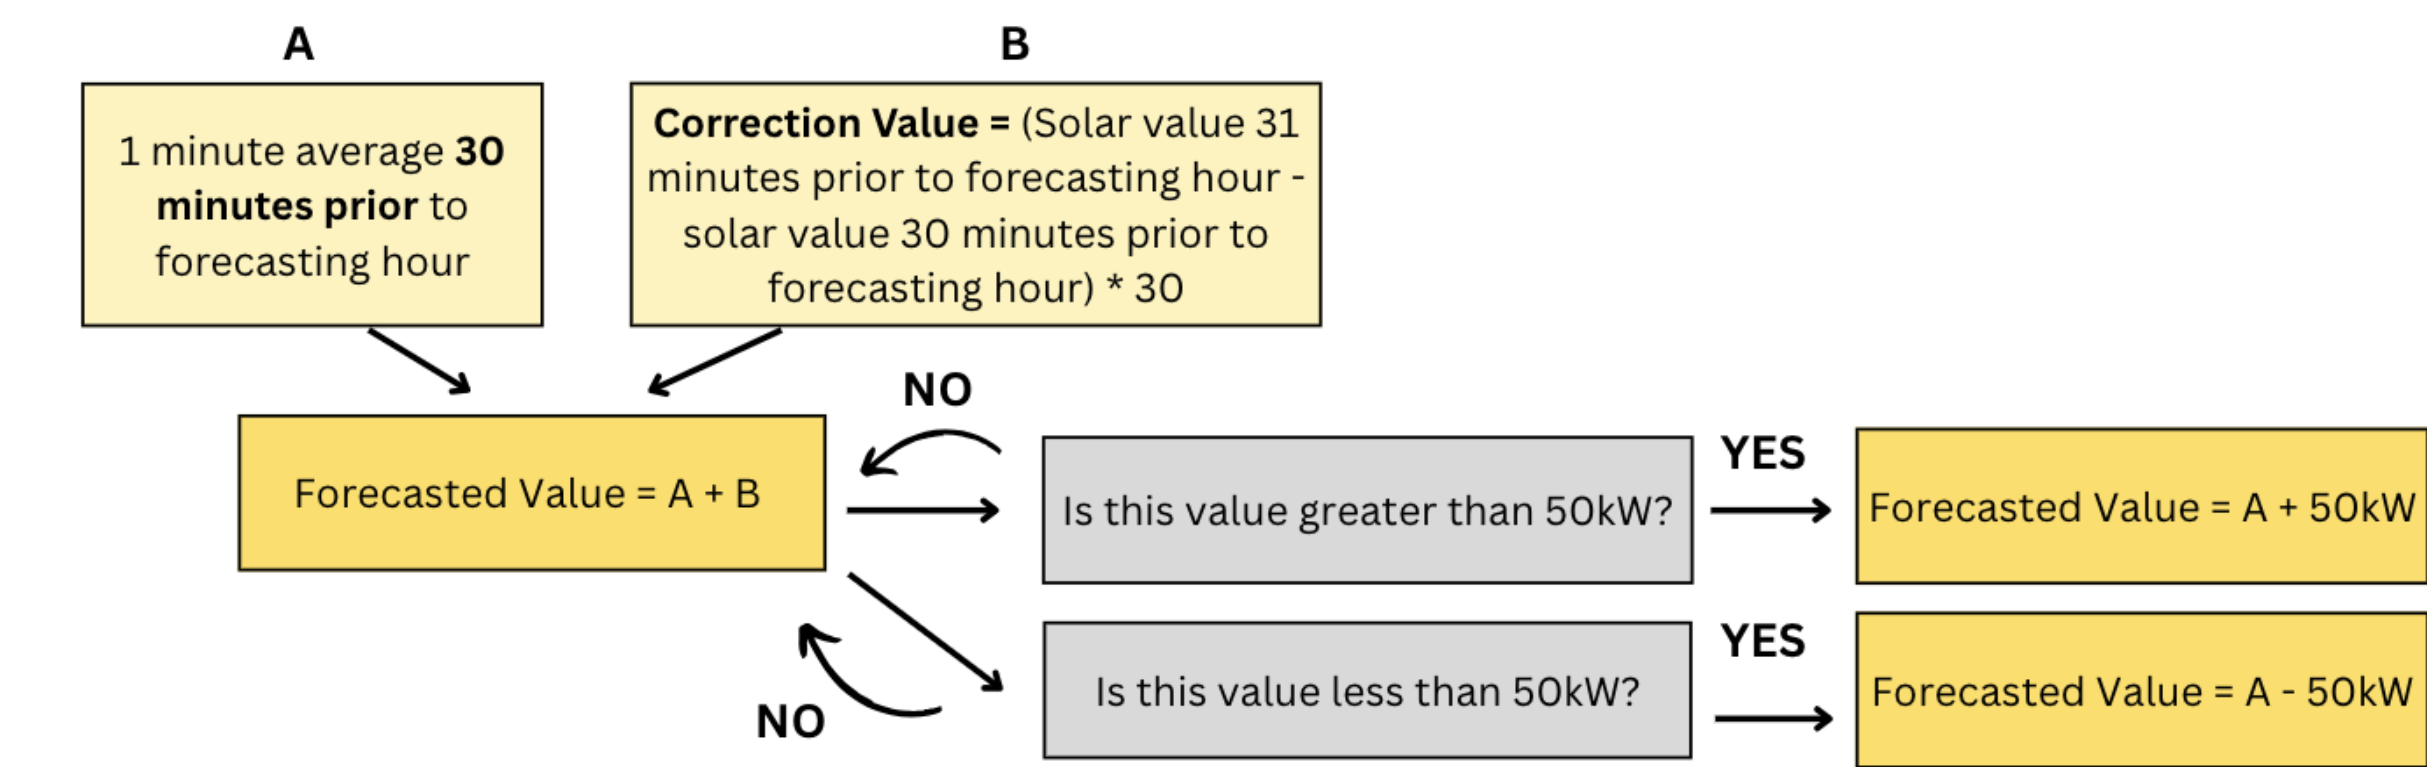 A
1 minute average 30
minutes prior to
forecasting hour
B
Correction Value = (Solar value 31
minutes prior to forecasting hour -
solar value 30 minutes prior to
forecasting hour) * 30
Forecasted Value = A + B
NO
Is this value greater than 50kW?
YES
Forecasted Value = A + 50kW
NO
Is this value less than 50kW?
YES
Forecasted Value = A - 50kW